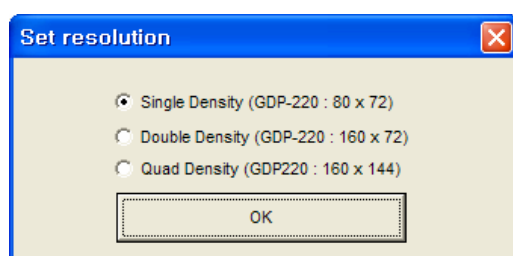 Set resolution
Single Density (GDP-220 : 80 x 72)
Double Density (GDP-220 : 160 x 72)
Quad Density (GDP220 : 160 x 144)
OK